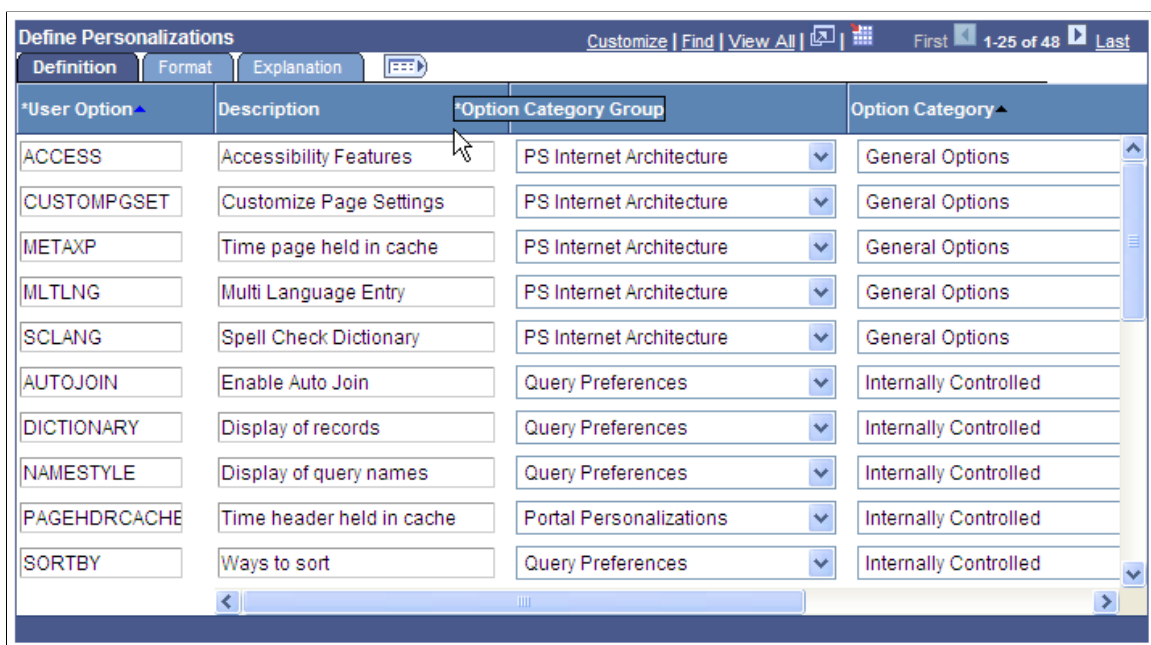 Define Personalizations Customize | Find | View All | | First 1-25 of 48 Last
Definition Format Explanation
*User Option Description *Option Category Group Option Category
ACCESS Accessibility Features PS Internet Architecture General Options
CUSTOMPGSET Customize Page Settings PS Internet Architecture General Options
METAXP Time page held in cache PS Internet Architecture General Options
MLTLNG Multi Language Entry PS Internet Architecture General Options
SCLANG Spell Check Dictionary PS Internet Architecture General Options
AUTOJOIN Enable Auto Join Query Preferences Internally Controlled
DICTIONARY Display of records Query Preferences Internally Controlled
NAMESTYLE Display of query names Query Preferences Internally Controlled
PAGEHDRCACHE Time header held in cache Portal Personalizations Internally Controlled
SORTBY Ways to sort Query Preferences Internally Controlled